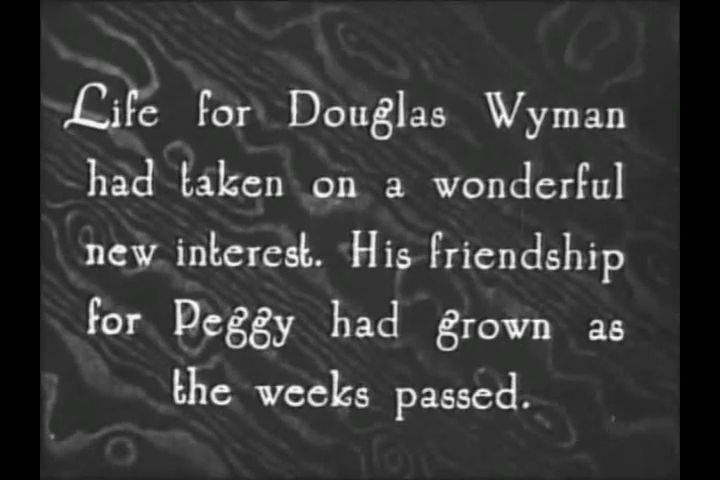 Life for Douglas Wyman
had taken on a wonderful
new interest. His friendship
for Peggy had grown as
the weeks passed.